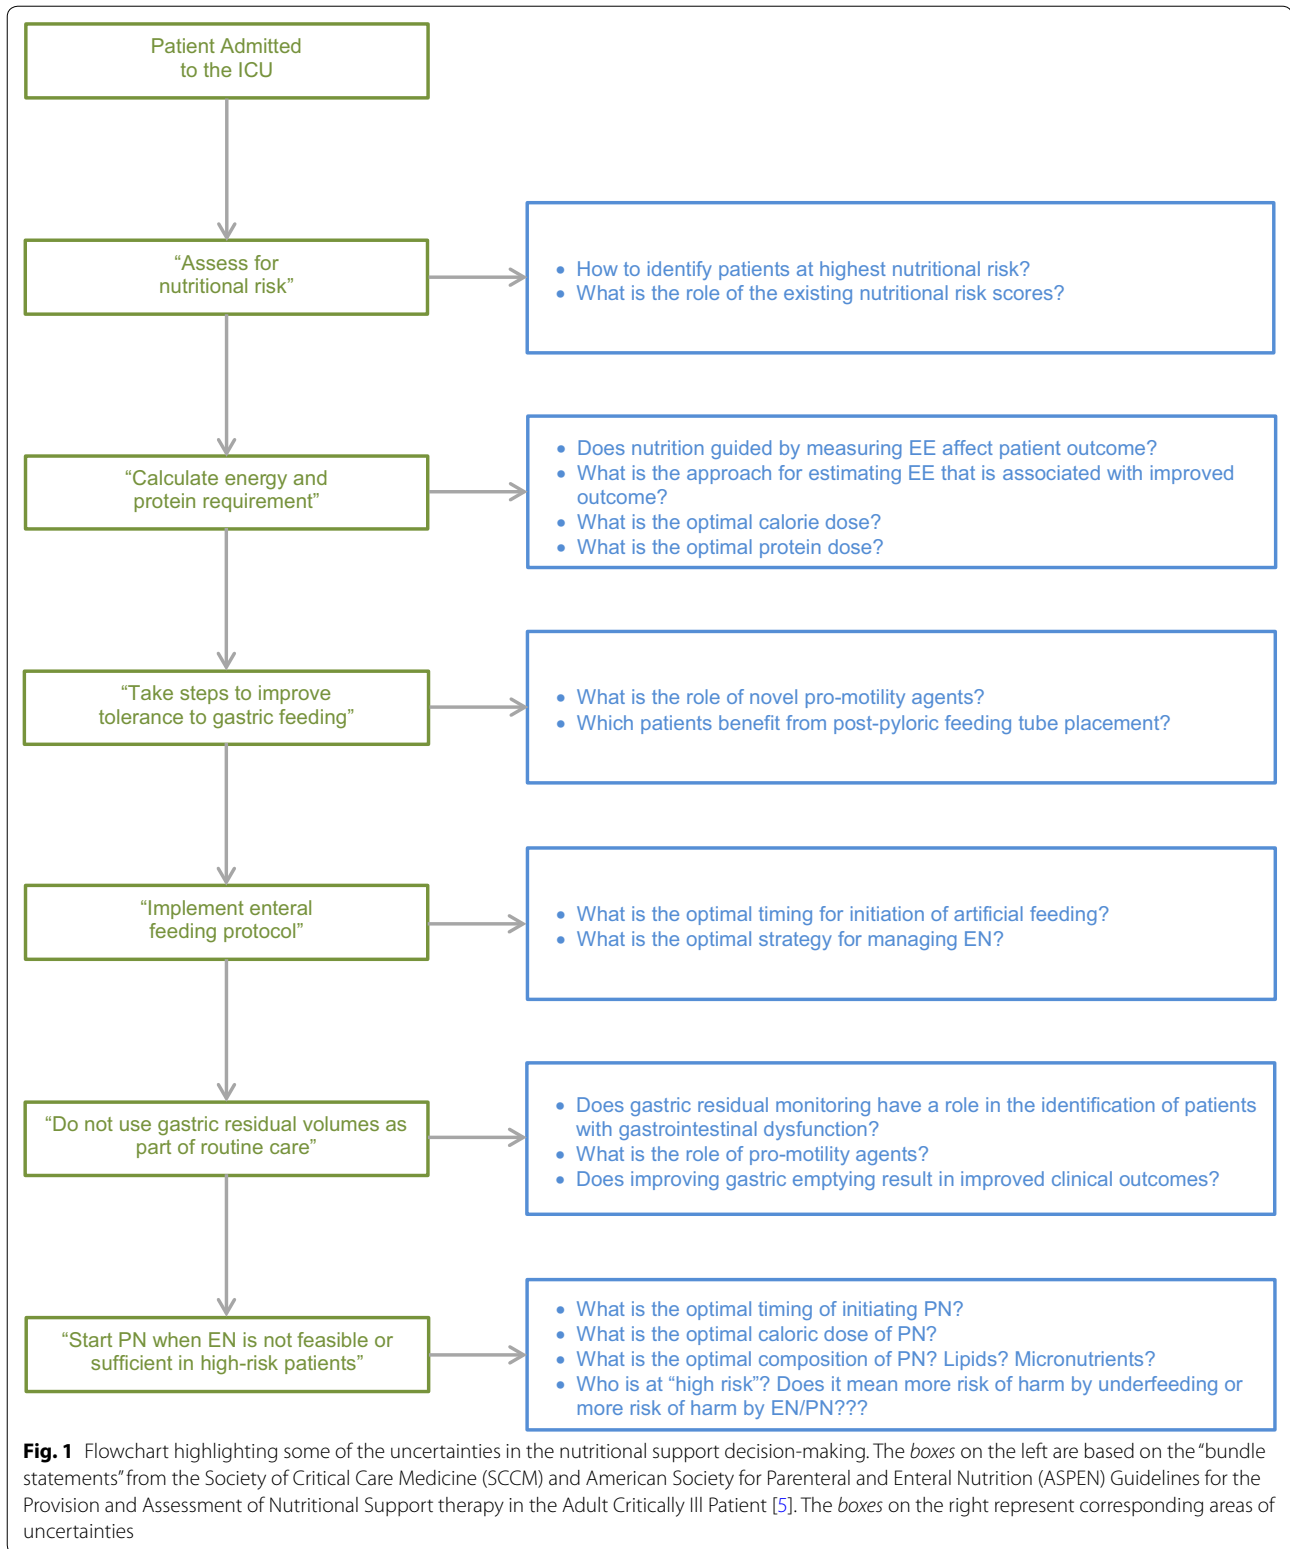 Patient Admitted
to the ICU
“Assess for
nutritional risk”
• How to identify patients at highest nutritional risk?
• What is the role of the existing nutritional risk scores?
“Calculate energy and
protein requirement”
• Does nutrition guided by measuring EE affect patient outcome?
• What is the approach for estimating EE that is associated with improved
outcome?
• What is the optimal calorie dose?
• What is the optimal protein dose?
“Take steps to improve
tolerance to gastric feeding”
• What is the role of novel pro-motility agents?
• Which patients benefit from post-pyloric feeding tube placement?
“Implement enteral
feeding protocol”
• What is the optimal timing for initiation of artificial feeding?
• What is the optimal strategy for managing EN?
“Do not use gastric residual volumes as
part of routine care”
• Does gastric residual monitoring have a role in the identification of patients
with gastrointestinal dysfunction?
• What is the role of pro-motility agents?
• Does improving gastric emptying result in improved clinical outcomes?
“Start PN when EN is not feasible or
sufficient in high-risk patients”
• What is the optimal timing of initiating PN?
• What is the optimal caloric dose of PN?
• What is the optimal composition of PN? Lipids? Micronutrients?
• Who is at “high risk”? Does it mean more risk of harm by underfeeding or
more risk of harm by EN/PN???
Fig. 1 Flowchart highlighting some of the uncertainties in the nutritional support decision-making. The boxes on the left are based on the “bundle
statements” from the Society of Critical Care Medicine (SCCM) and American Society for Parenteral and Enteral Nutrition (ASPEN) Guidelines for the
Provision and Assessment of Nutritional Support therapy in the Adult Critically Ill Patient [5]. The boxes on the right represent corresponding areas of
uncertainties